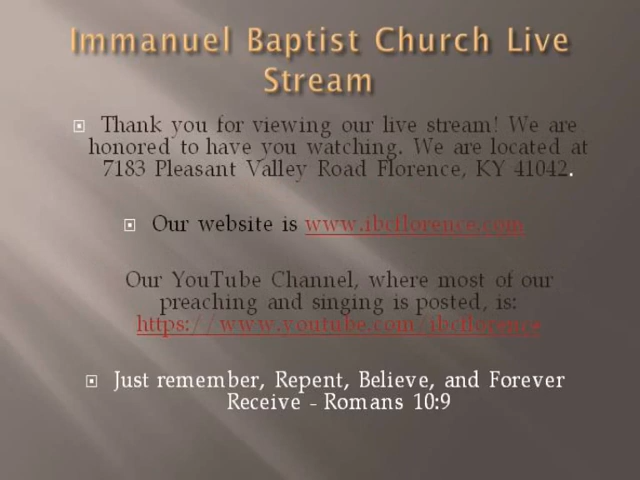 Immanuel Baptist Church Live
Stream
Thank you for viewing our live stream! We are
honored to have you watching. We are located at
7183 Pleasant Valley Road Florence, KY 41042.
Our website is www.ibcflorence.com
Our YouTube Channel, where most of our
preaching and singing is posted, is:
https://www.youtube.com/ibcflorence
Just remember, Repent, Believe, and Forever
Receive - Romans 10:9